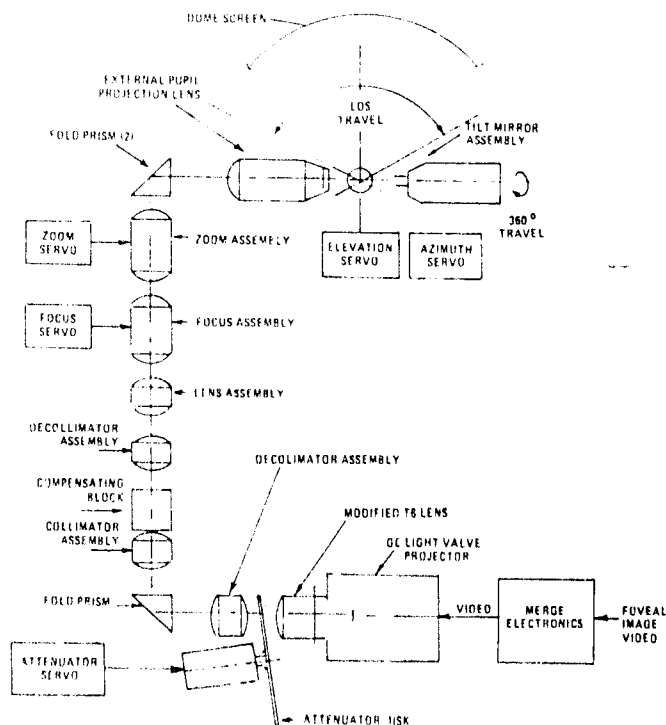 DOME SCREEN
EXTERNAL PUPIL
PROJECTION LENS
LOS
TRAVEL
TILT MIRROR
ASSEMBLY
FOLD PRISM (2)
360°
TRAVEL
ZOOM
SERVO
ZOOM ASSEMBLY
ELEVATION
SERVO
AZIMUTH
SERVO
FOCUS
SERVO
FOCUS ASSEMBLY
LENS ASSEMBLY
DECOLLIMATOR
ASSEMBLY
DECOLIMATOR ASSEMBLY
COMPENSATING
BLOCK
MODIFIED T6 LENS
COLLIMATOR
ASSEMBLY
GE LIGHT VALVE
PROJECTOR
FOLD PRISM
VIDEO
MERGE
ELECTRONICS
FOVEAL
IMAGE
VIDEO
ATTENUATOR
SERVO
ATTENUATOR DISK